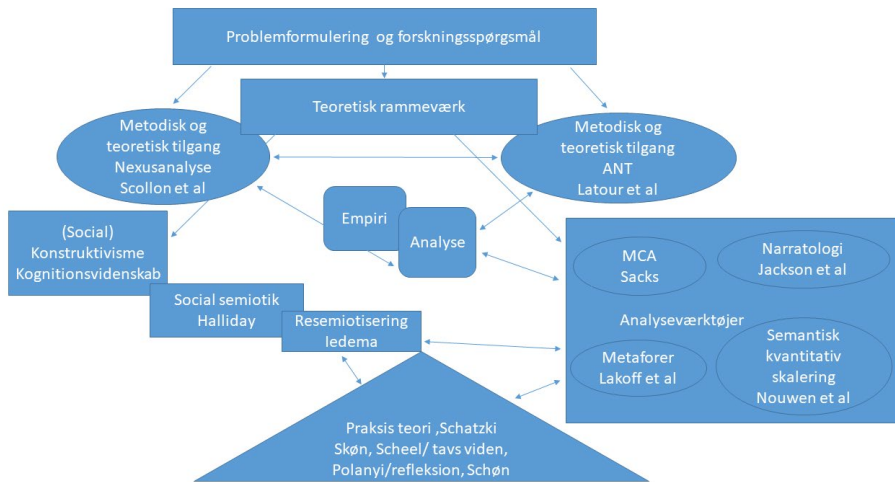 Problemformulering og forskningsspørgsmål
Teoretisk rammeværk
Metodisk og
teoretisk tilgang
Nexusanalyse
Scollon et al
Metodisk og
teoretisk tilgang
ANT
Latour et al
Empiri
Analyse
(Social)
Konstruktivisme
Kognitionsvidenskab
Social semiotik
Halliday
Resemiotisering
Iedema
MCA
Sacks
Narratologi
Jackson et al
Analyseværktøjer
Metaforer
Lakoff et al
Semantisk
kvantitativ
skalering
Nouwen et al
Praksis teori ,Schatzki
Skøn, Scheel/ tavs viden,
Polanyi/refleksion, Schøn